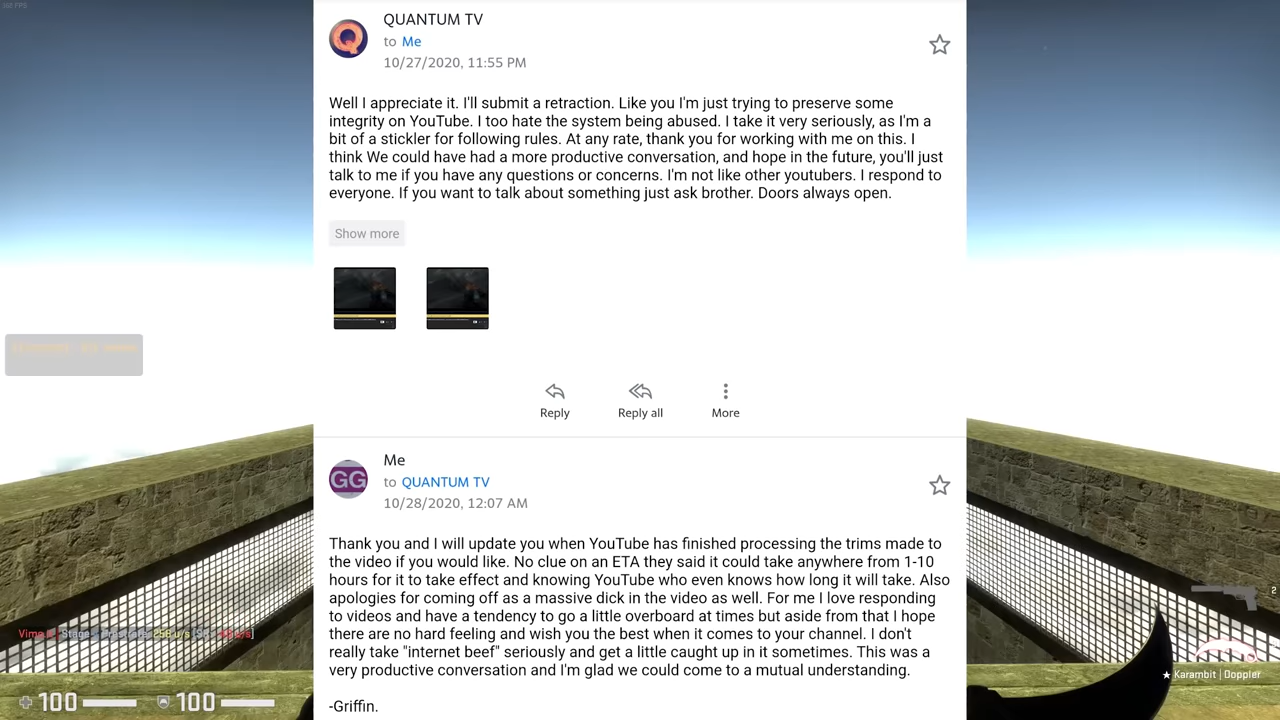 360 FPS
QUANTUM TV
to Me
10/27/2020, 11:55 PM
Well I appreciate it. I'll submit a retraction. Like you I'm just trying to preserve some
integrity on YouTube. I too hate the system being abused. I take it very seriously, as I'm a
bit of a stickler for following rules. At any rate, thank you for working with me on this. I
think We could have had a more productive conversation, and hope in the future, you'll just
talk to me if you have any questions or concerns. I'm not like other youtubers. I respond to
everyone. If you want to talk about something just ask brother. Doors always open.
Show more
Reply
Reply all
More
Me
GG
to QUANTUM TV
10/28/2020, 12:07 AM
Thank you and I will update you when YouTube has finished processing the trims made to
the video if you would like. No clue on an ETA they said it could take anywhere from 1-10
hours for it to take effect and knowing YouTube who even knows how long it will take. Also
apologies for coming off as a massive dick in the video as well. For me I love responding
to videos and have a tendency to go a little overboard at times but aside from that I hope
there are no hard feeling and wish you the best when it comes to your channel. I don't
really take "internet beef" seriously and get a little caught up in it sometimes. This was a
very productive conversation and I'm glad we could come to a mutual understanding.
-Griffin.
2
★ Karambit | Doppler
100
100